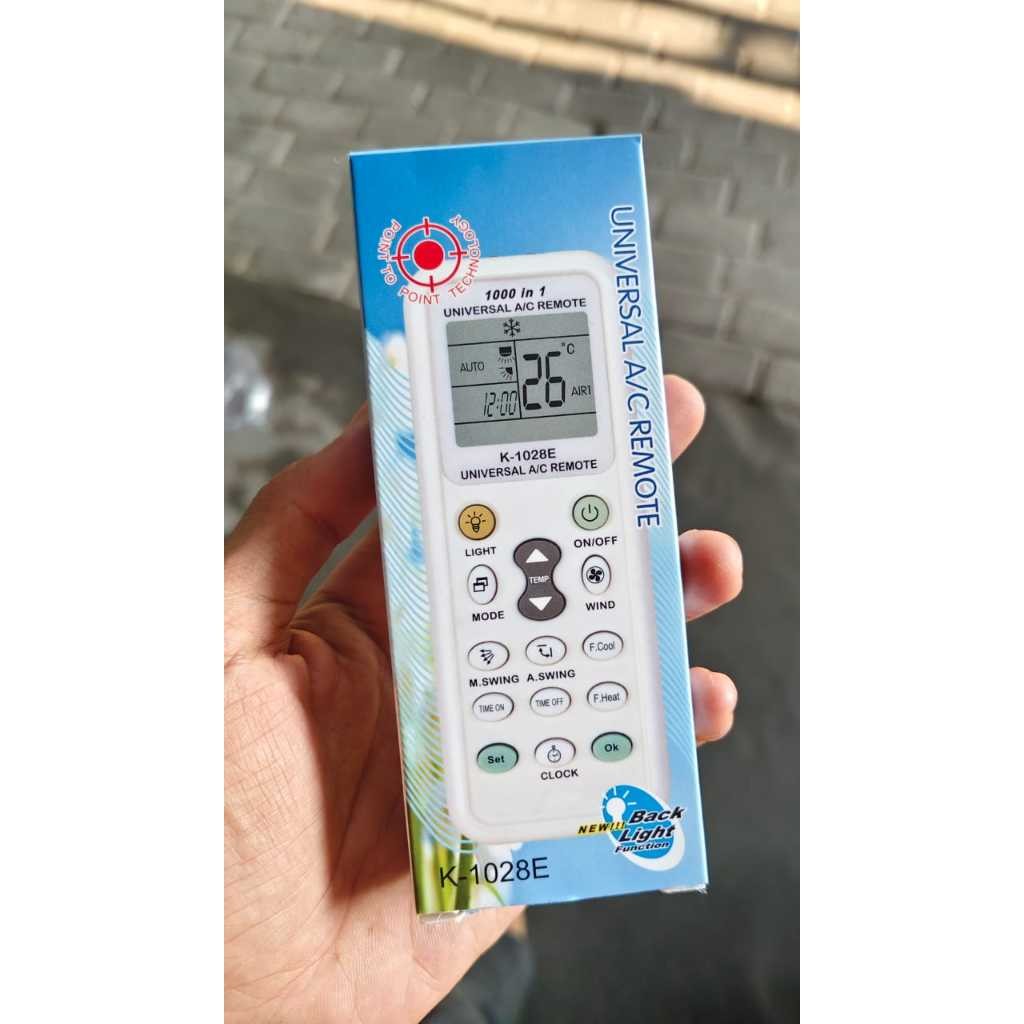 POINT TO POINT TECHNOLOGY
UNIVERSAL A/C REMOTE
1000 in 1
UNIVERSAL A/C REMOTE
AUTO
26 °C
AIR1
12:00
K-1028E
UNIVERSAL A/C REMOTE
LIGHT
ON/OFF
TEMP
MODE
WIND
M.SWING A.SWING
F.Cool
TIME ON
TIME OFF
F.Heat
Set
CLOCK
Ok
NEW!!! Back
Light
Function
K-1028E